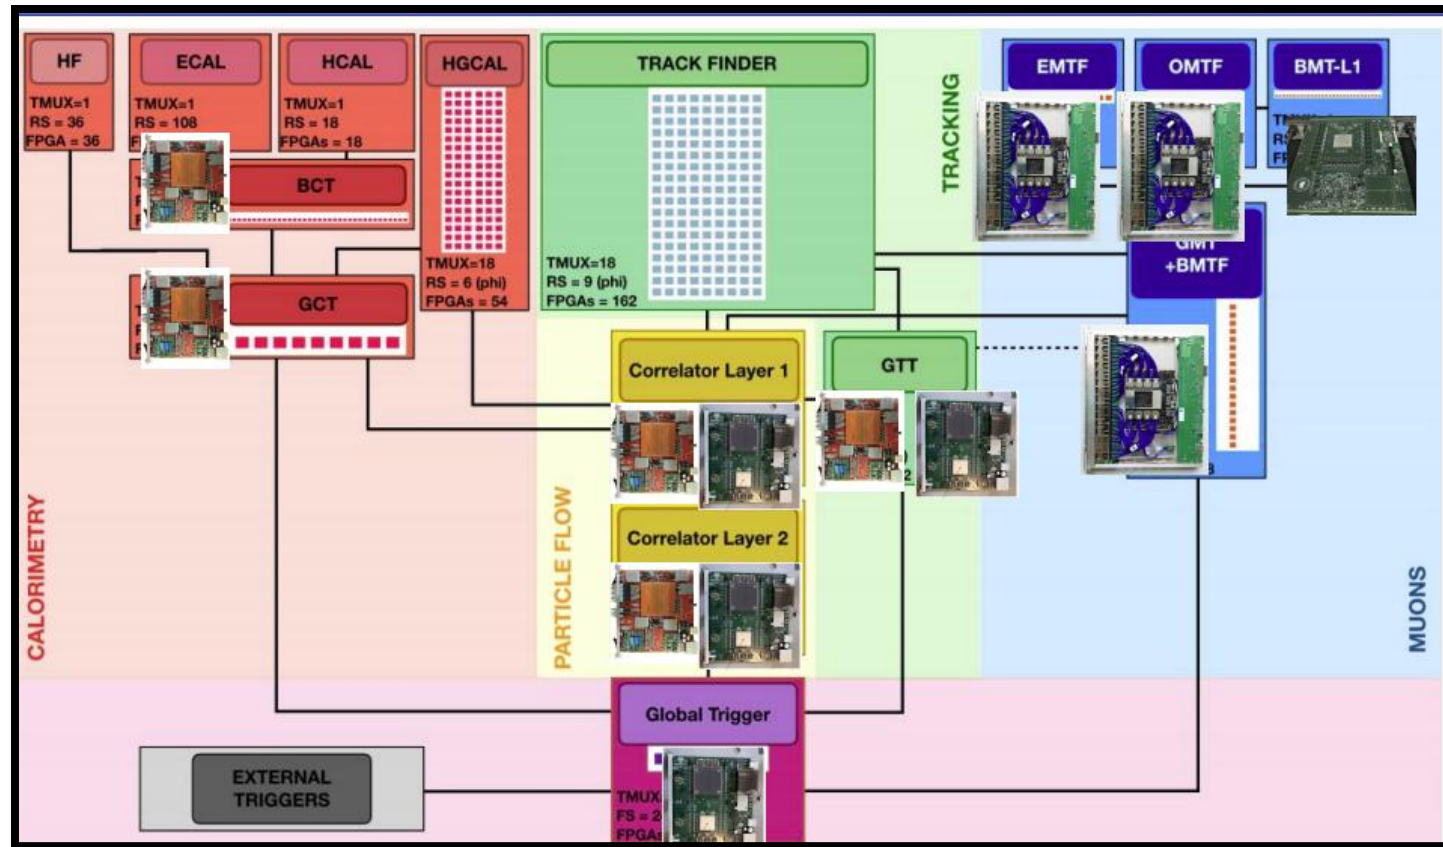 HF
TMUX=1
RS = 36
FPGA = 36
ECAL
TMUX=1
RS = 108
HCAL
TMUX=1
RS = 18
FPGAs = 18
HGCAL
TMUX=18
RS = 6 (phi)
FPGAs = 54
BCT
GCT
TRACK FINDER
TMUX=18
RS = 9 (phi)
FPGAs = 162
TRACKING
EMTF
OMTF
BMT-L1
GMT
+BMTF
Correlator Layer 1
GTT
Correlator Layer 2
CALORIMETRY
PARTICLE FLOW
MUONS
Global Trigger
TMUX
FS = 2
FPGAs
EXTERNAL
TRIGGERS